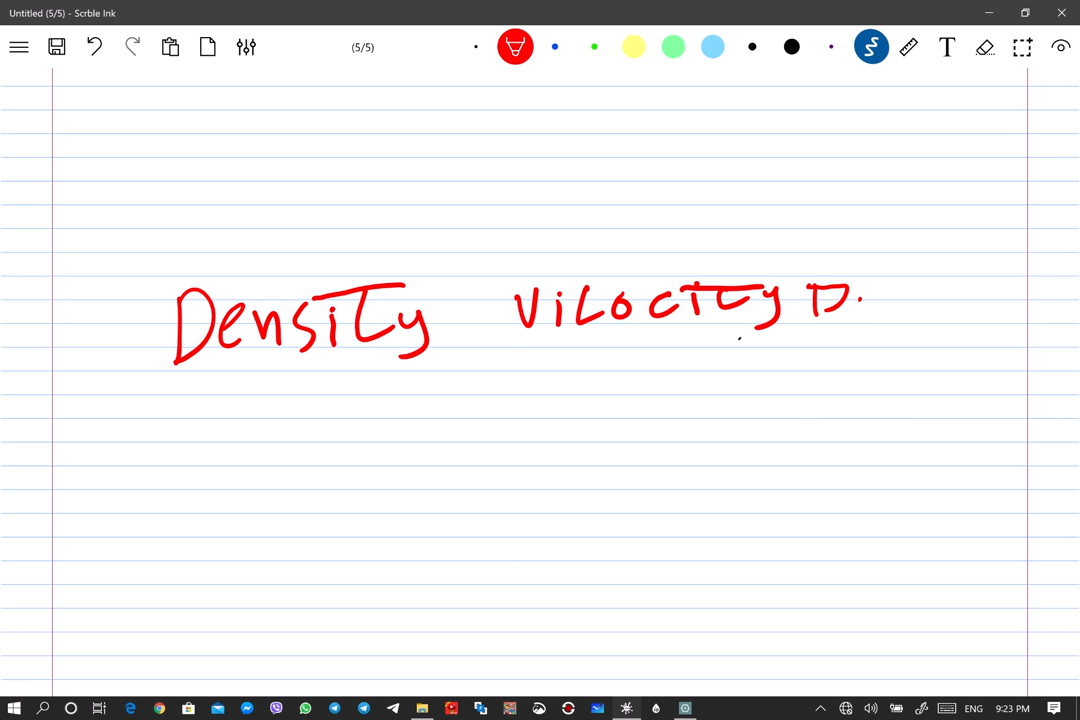 Untitled (5/5) - Scrble Ink
(5/5)
T
Density Vilocity D.
ENG 9:23 PM